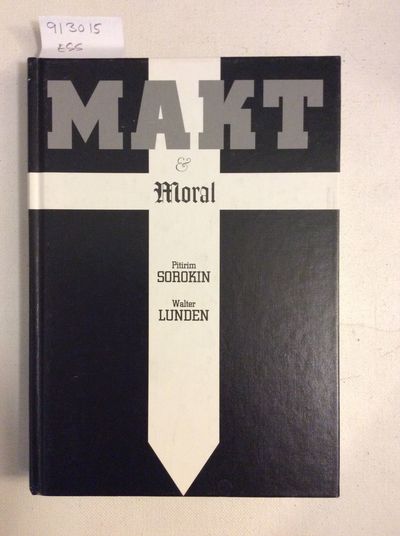 913015
ESS
MAKT
&
Moral
Pitirim
SOROKIN
Walter
LUNDEN